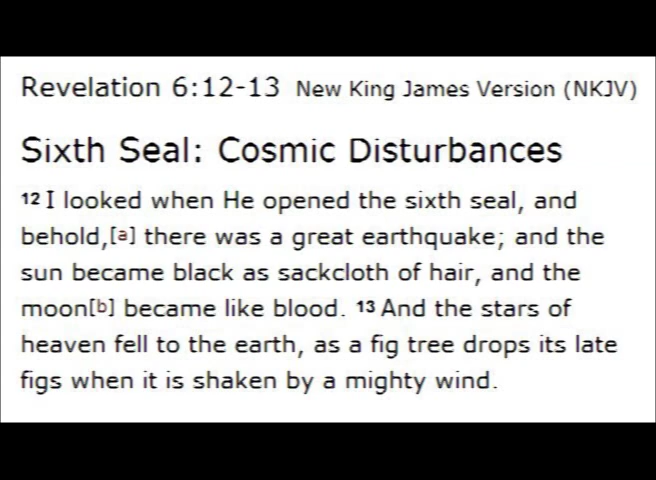 Revelation 6:12-13 New King James Version (NKJV)
Sixth Seal: Cosmic Disturbances
12 I looked when He opened the sixth seal, and
behold,[a] there was a great earthquake; and the
sun became black as sackcloth of hair, and the
moon[b] became like blood. 13 And the stars of
heaven fell to the earth, as a fig tree drops its late
figs when it is shaken by a mighty wind.